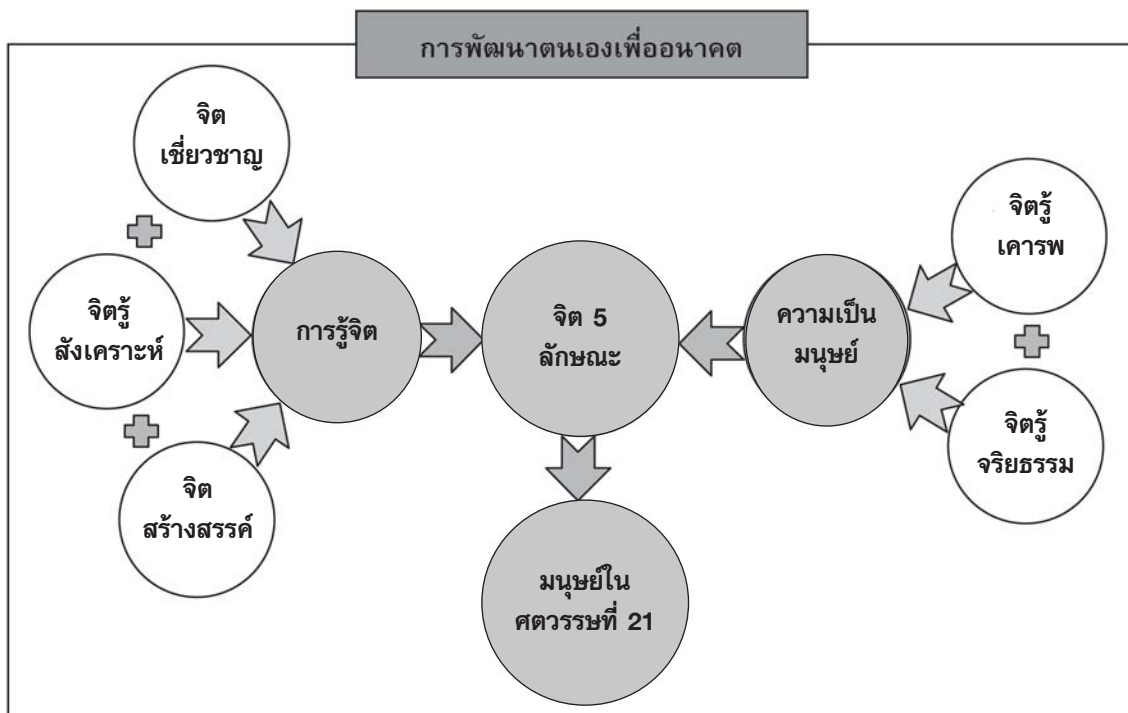 การพัฒนาตนเองเพื่ออนาคต
จิต
เชี่ยวชาญ
จิตรู้
สังเคราะห์
จิต
สร้างสรรค์
การรู้จิต
จิต 5
ลักษณะ
ความเป็น
มนุษย์
จิตรู้
เคารพ
จิตรู้
จริยธรรม
มนุษย์ใน
ศตวรรษที่ 21